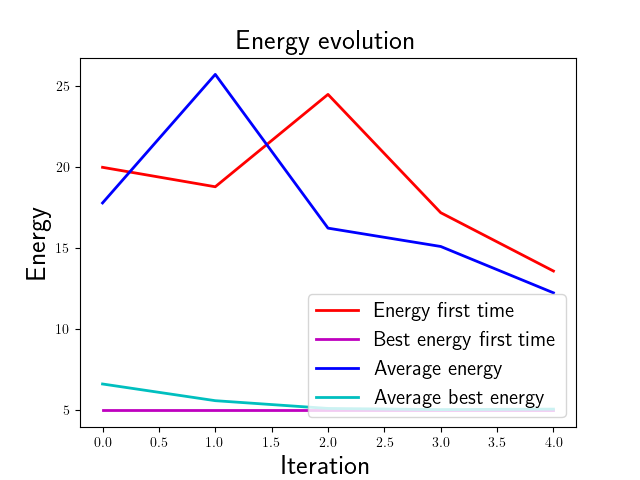 Energy evolution
Energy
25
20
15
10
5
Energy first time
Best energy first time
Average energy
Average best energy
0.0 0.5 1.0 1.5 2.0 2.5 3.0 3.5 4.0
Iteration